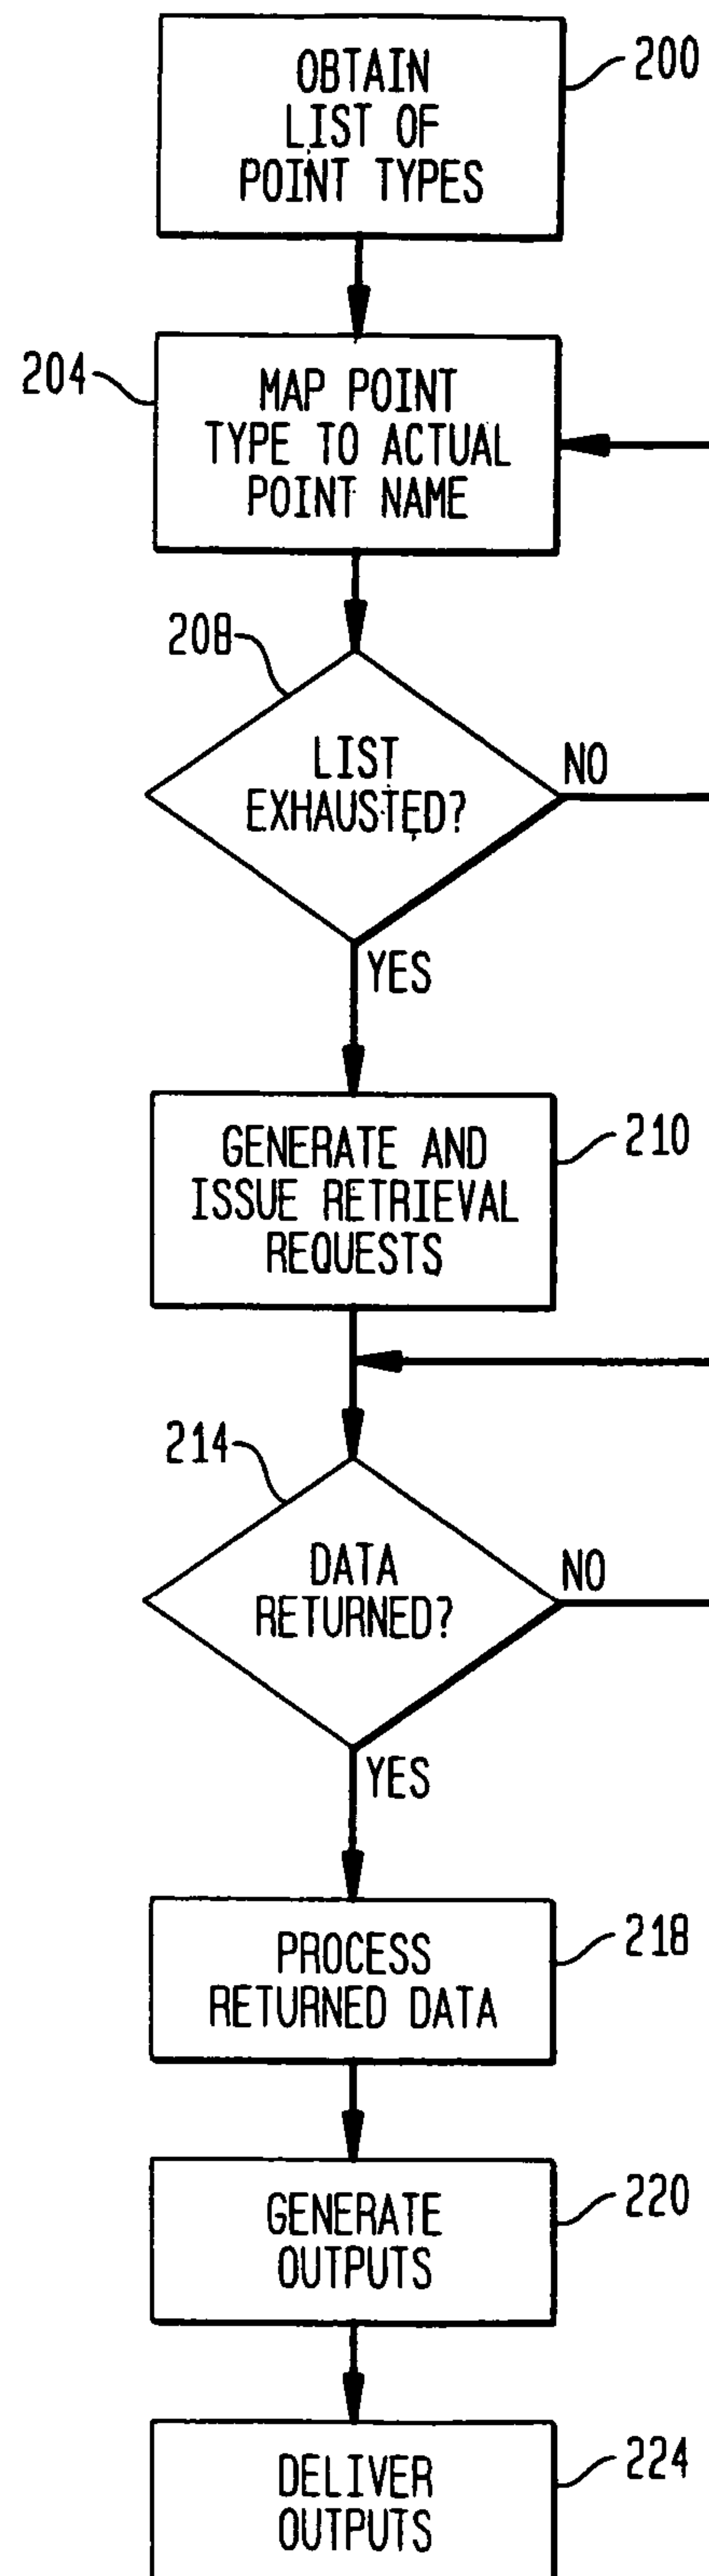 OBTAIN
LIST OF
POINT TYPES
200
204
MAP POINT
TYPE TO ACTUAL
POINT NAME
208
LIST
EXHAUSTED?
NO
YES
GENERATE AND
ISSUE RETRIEVAL
REQUESTS
210
214
DATA
RETURNED?
NO
YES
PROCESS
RETURNED DATA
218
GENERATE
OUTPUTS
220
DELIVER
OUTPUTS
224